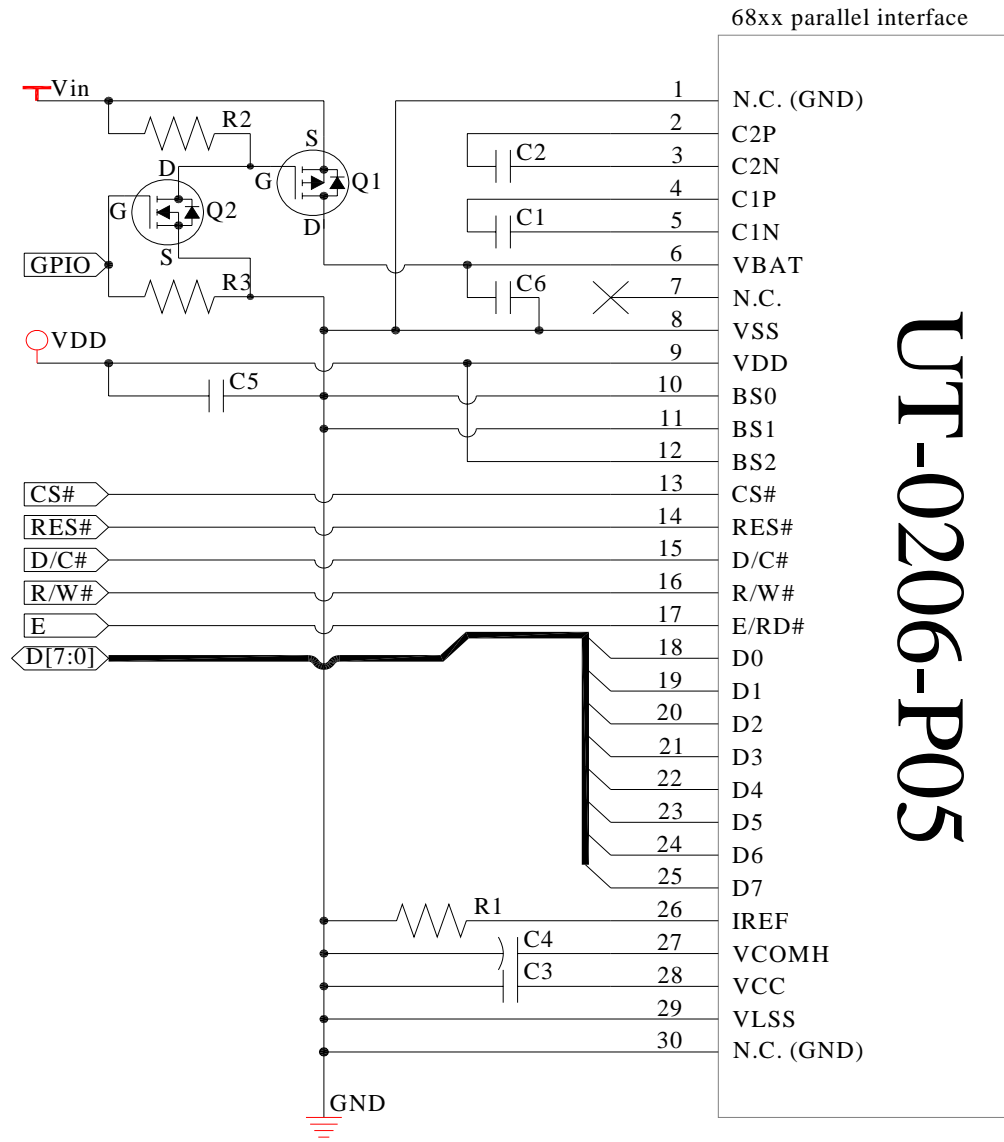 68xx parallel interface
Vin
R2
S
D
G
Q1
G
Q2
D
S
GPIO
R3
VDD
C5
C2
C1
C6
CS#
RES#
D/C#
R/W#
E
D[7:0]
R1
C4
C3
GND
1 N.C. (GND)
2 C2P
3 C2N
4 C1P
5 C1N
6 VBAT
7 N.C.
8 VSS
9 VDD
10 BS0
11 BS1
12 BS2
13 CS#
14 RES#
15 D/C#
16 R/W#
17 E/RD#
18 D0
19 D1
20 D2
21 D3
22 D4
23 D5
24 D6
25 D7
26 IREF
27 VCOMH
28 VCC
29 VLSS
30 N.C. (GND)
UT-0206-P05